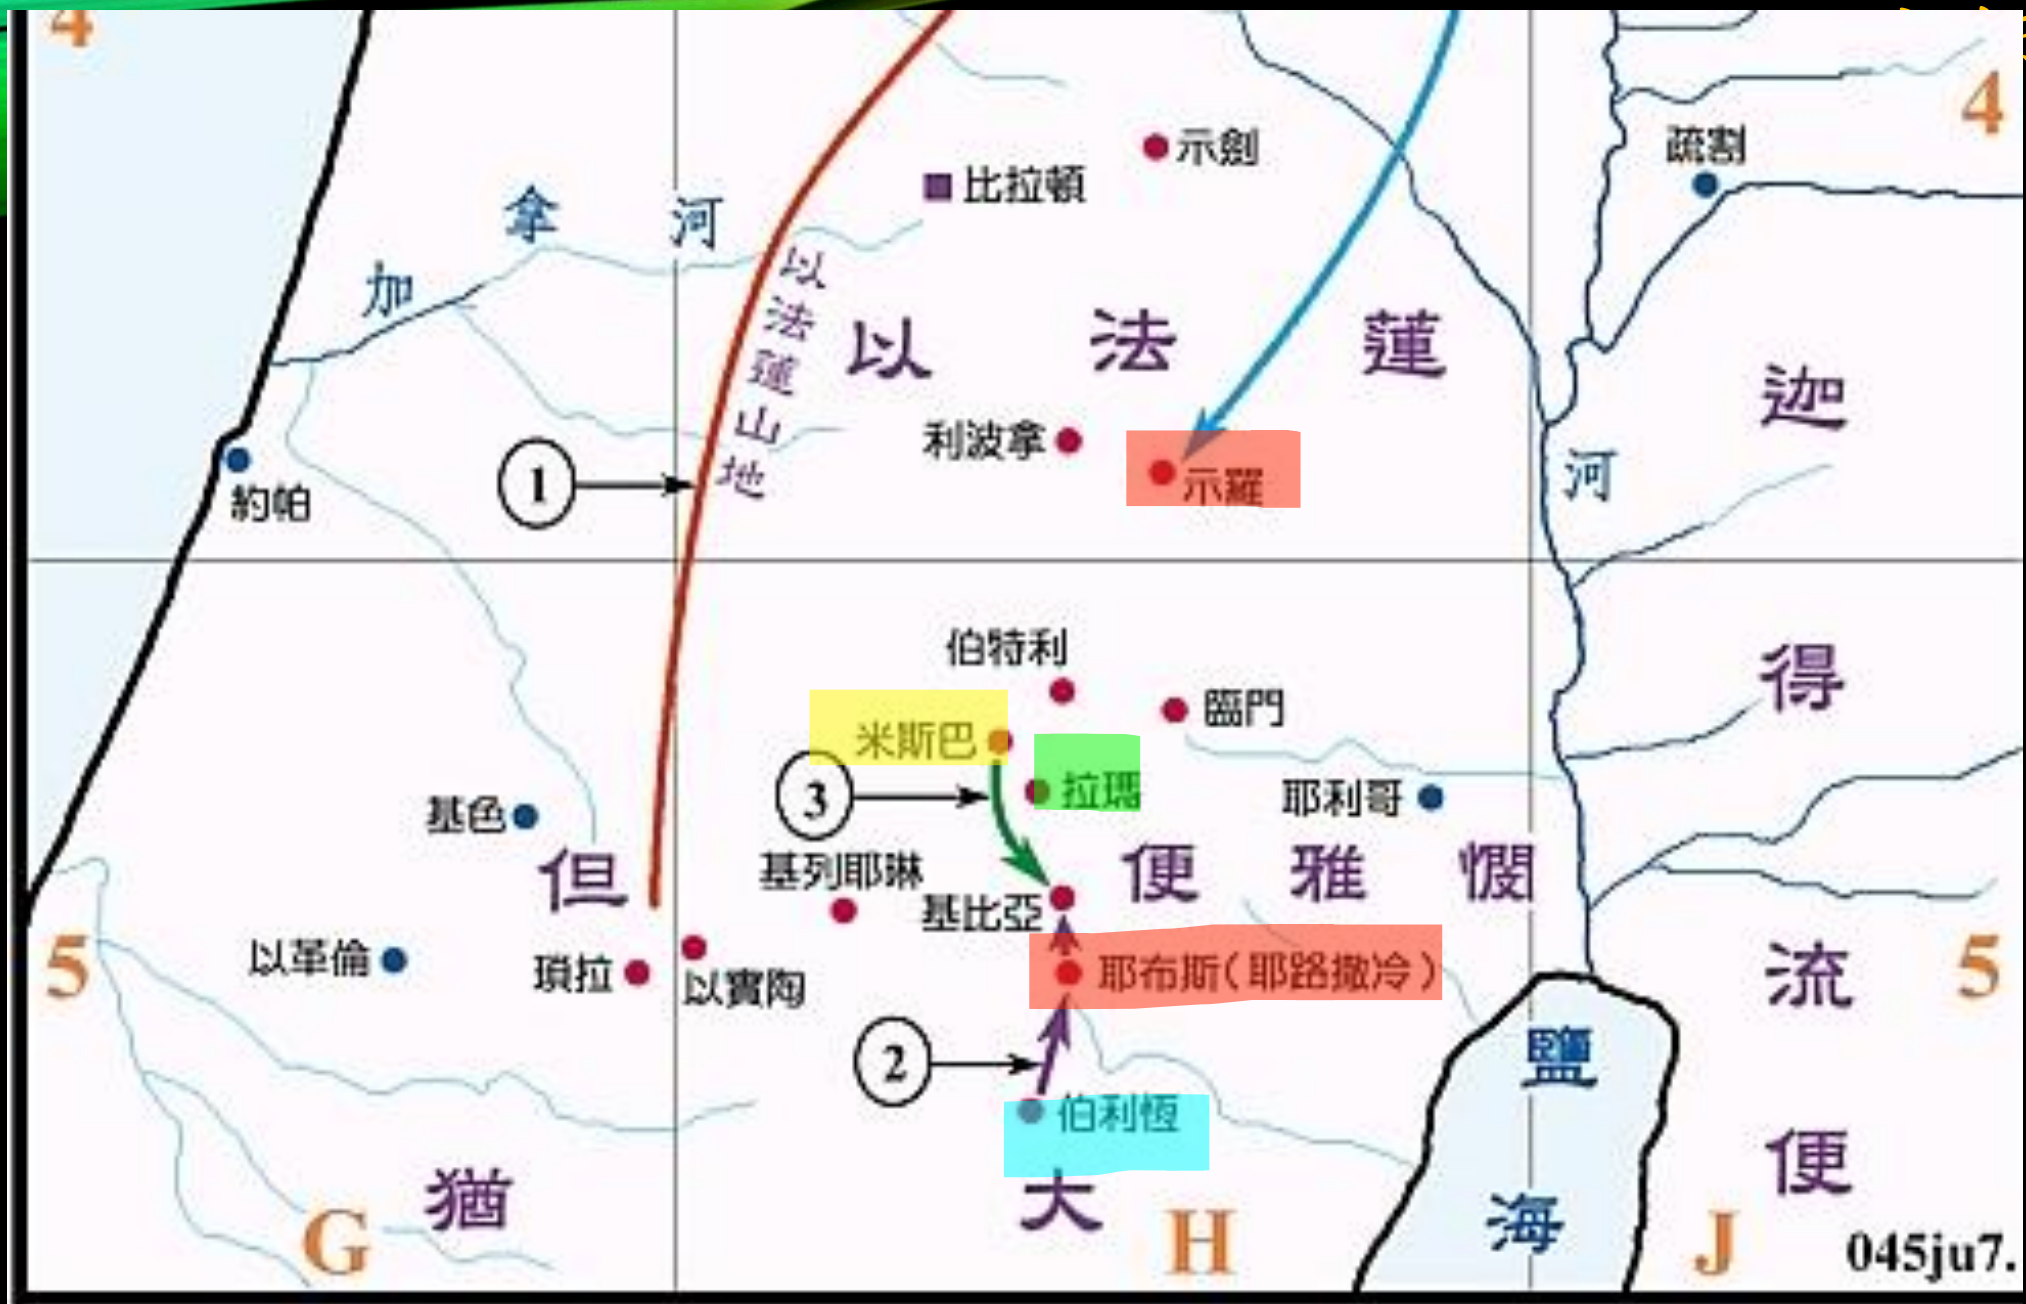 4
4
示劍
疏割
比拉頓
加拿河
以法蓮山地
以法蓮
迦
利波拿
示羅
河
1
約帕
伯特利
得
臨門
米斯巴
3
拉瑪
耶利哥
基色
但
基列耶琳
便雅憫
基比亞
5
以革倫
瑣拉
以實陶
耶布斯(耶路撒冷)
流
5
2
鹽
伯利恆
便
猶
大
海
G
H
J
045ju7.